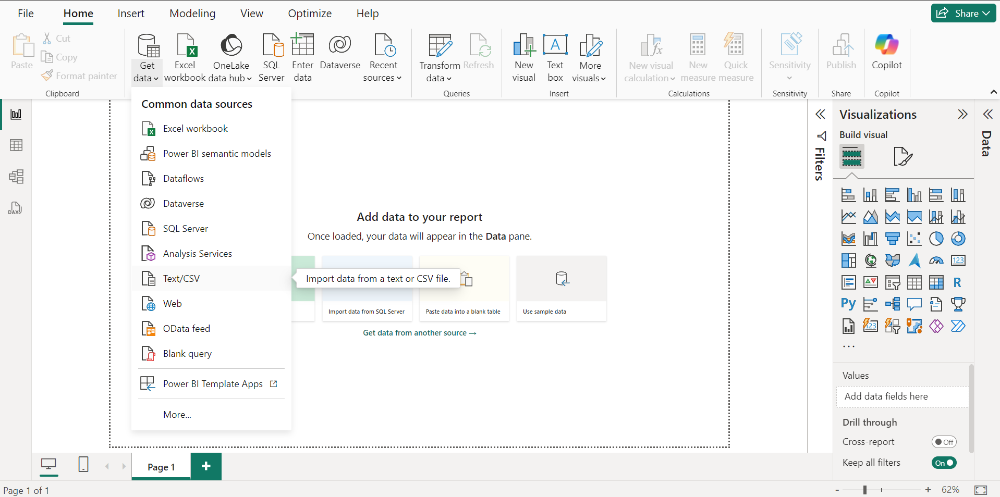 File Home Insert Modeling View Optimize Help Share
Paste
Cut
Copy
Format painter
Clipboard
Get data
Excel workbook
OneLake data hub
SQL Server
Enter data
Dataverse
Recent sources
Transform data
Refresh
Queries
New visual
Text box
More visuals
Insert
New visual calculation
New measure
Quick measure
Calculations
Sensitivity
Sensitivity
Publish
Share
Copilot
Copilot
Common data sources
Excel workbook
Power BI semantic models
Dataflows
Dataverse
SQL Server
Analysis Services
Text/CSV
Web
OData feed
Blank query
Power BI Template Apps
More...
Import data from a text or CSV file.
Add data to your report
Once loaded, your data will appear in the Data pane.
Import data from SQL Server
Paste data into a blank table
Use sample data
Get data from another source →
DAX
Filters
Visualizations
Build visual
123
R
Py
123
...
Values
Add data fields here
Drill through
Cross-report Off
Keep all filters On
Data
Page 1
+
Page 1 of 1
- + 62%